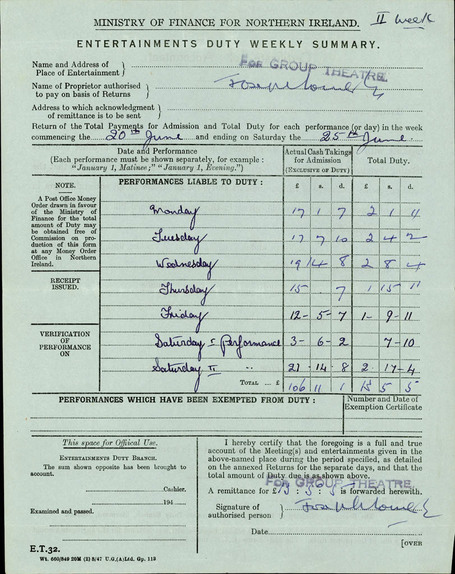 MINISTRY OF FINANCE FOR NORTHERN IRELAND. II week
ENTERTAINMENTS DUTY WEEKLY SUMMARY.
Name and Address of Place of Entertainment } FOR GROUP THEATRE.
Name of Proprietor authorised to pay on basis of Returns }
Address to which acknowledgment of remittance is to be sent }
Return of the Total Payments for Admission and Total Duty for each performance (or day) in the week
commencing the 20th June and ending on Saturday the 25th June.
Date and Performance
(Each performance must be shown separately, for example :
"January 1, Matinee;" "January 1, Evening.")
Actual Cash Takings for Admission (EXCLUSIVE OF DUTY)
Total Duty.
NOTE.
A Post Office Money Order drawn in favour of the Ministry of Finance for the total amount of Duty may be obtained free of Commission on production of this form at any Money Order Office in Northern Ireland.
RECEIPT ISSUED.
VERIFICATION OF PERFORMANCE ON
PERFORMANCES LIABLE TO DUTY : £ s. d. £ s. d.
Monday 17 1 7 2 1 4
Tuesday 17 7 10 2 4 2
Wednesday 19 14 8 2 8 4
Thursday 15 . 7 1 15 11
Friday 12 - 5 - 7 1 - 9 - 11
Saturday I Performance 3 - 6 - 2 7 - 10
Saturday II " 21 - 14 - 8 2 - 17 - 4
TOTAL ... £ 106 11 1
PERFORMANCES WHICH HAVE BEEN EXEMPTED FROM DUTY :
Number and Date of Exemption Certificate
This space for Official Use.
ENTERTAINMENTS DUTY BRANCH.
The sum shown opposite has been brought to account.
Cashier.
194
Examined and passed.
I hereby certify that the foregoing is a full and true
account of the Meeting(s) and entertainments given in the
above-named place during the period specified, as detailed
on the annexed Returns for the separate days, and that the
total amount of Duty due is as shown above.
FOR GROUP THEATRE
A remittance for £ is forwarded herewith.
Signature of authorised person }
Date
[OVER
E.T.32.
Wt. 660/849 20M (3) 8/47 U.G.(A)Ltd. Gp. 115